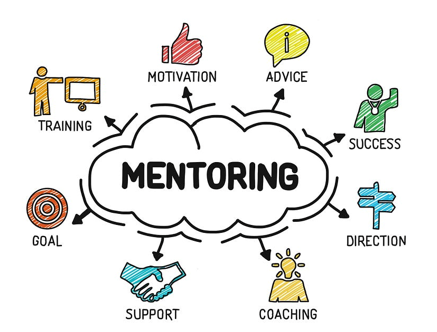 MOTIVATION
ADVICE
TRAINING
SUCCESS
MENTORING
GOAL
DIRECTION
SUPPORT
COACHING